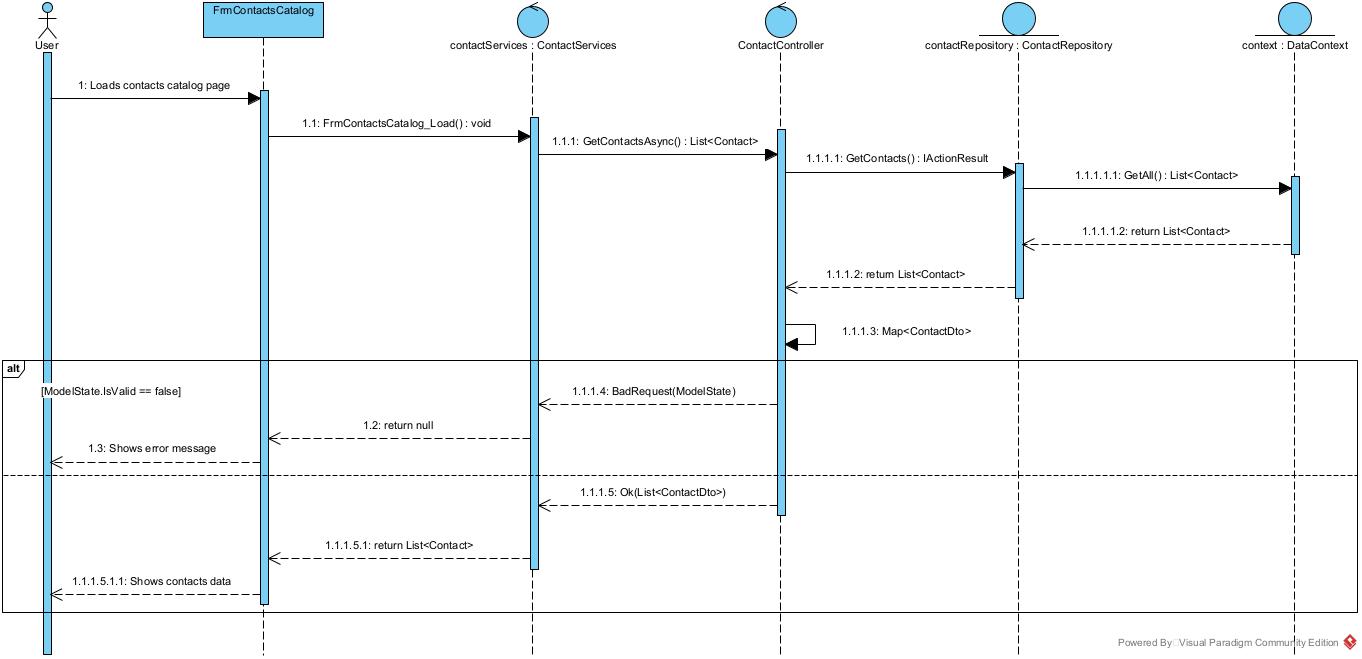 FrmContactsCatalog
User
contactServices : ContactServices
ContactController
contactRepository : ContactRepository
context : DataContext
1: Loads contacts catalog page
1.1: FrmContactsCatalog_Load() : void
1.1.1: GetContactsAsync() : List<Contact>
1.1.1.1: GetContacts() : IActionResult
1.1.1.1.1: GetAll() : List<Contact>
1.1.1.1.2: return List<Contact>
1.1.1.2: return List<Contact>
1.1.1.3: Map<ContactDto>
alt
[ModelState.IsValid == false]
1.1.1.4: BadRequest(ModelState)
1.2: return null
1.3: Shows error message
1.1.1.5: Ok(List<ContactDto>)
1.1.1.5.1: return List<Contact>
1.1.1.5.1.1: Shows contacts data
Powered By Visual Paradigm Community Edition